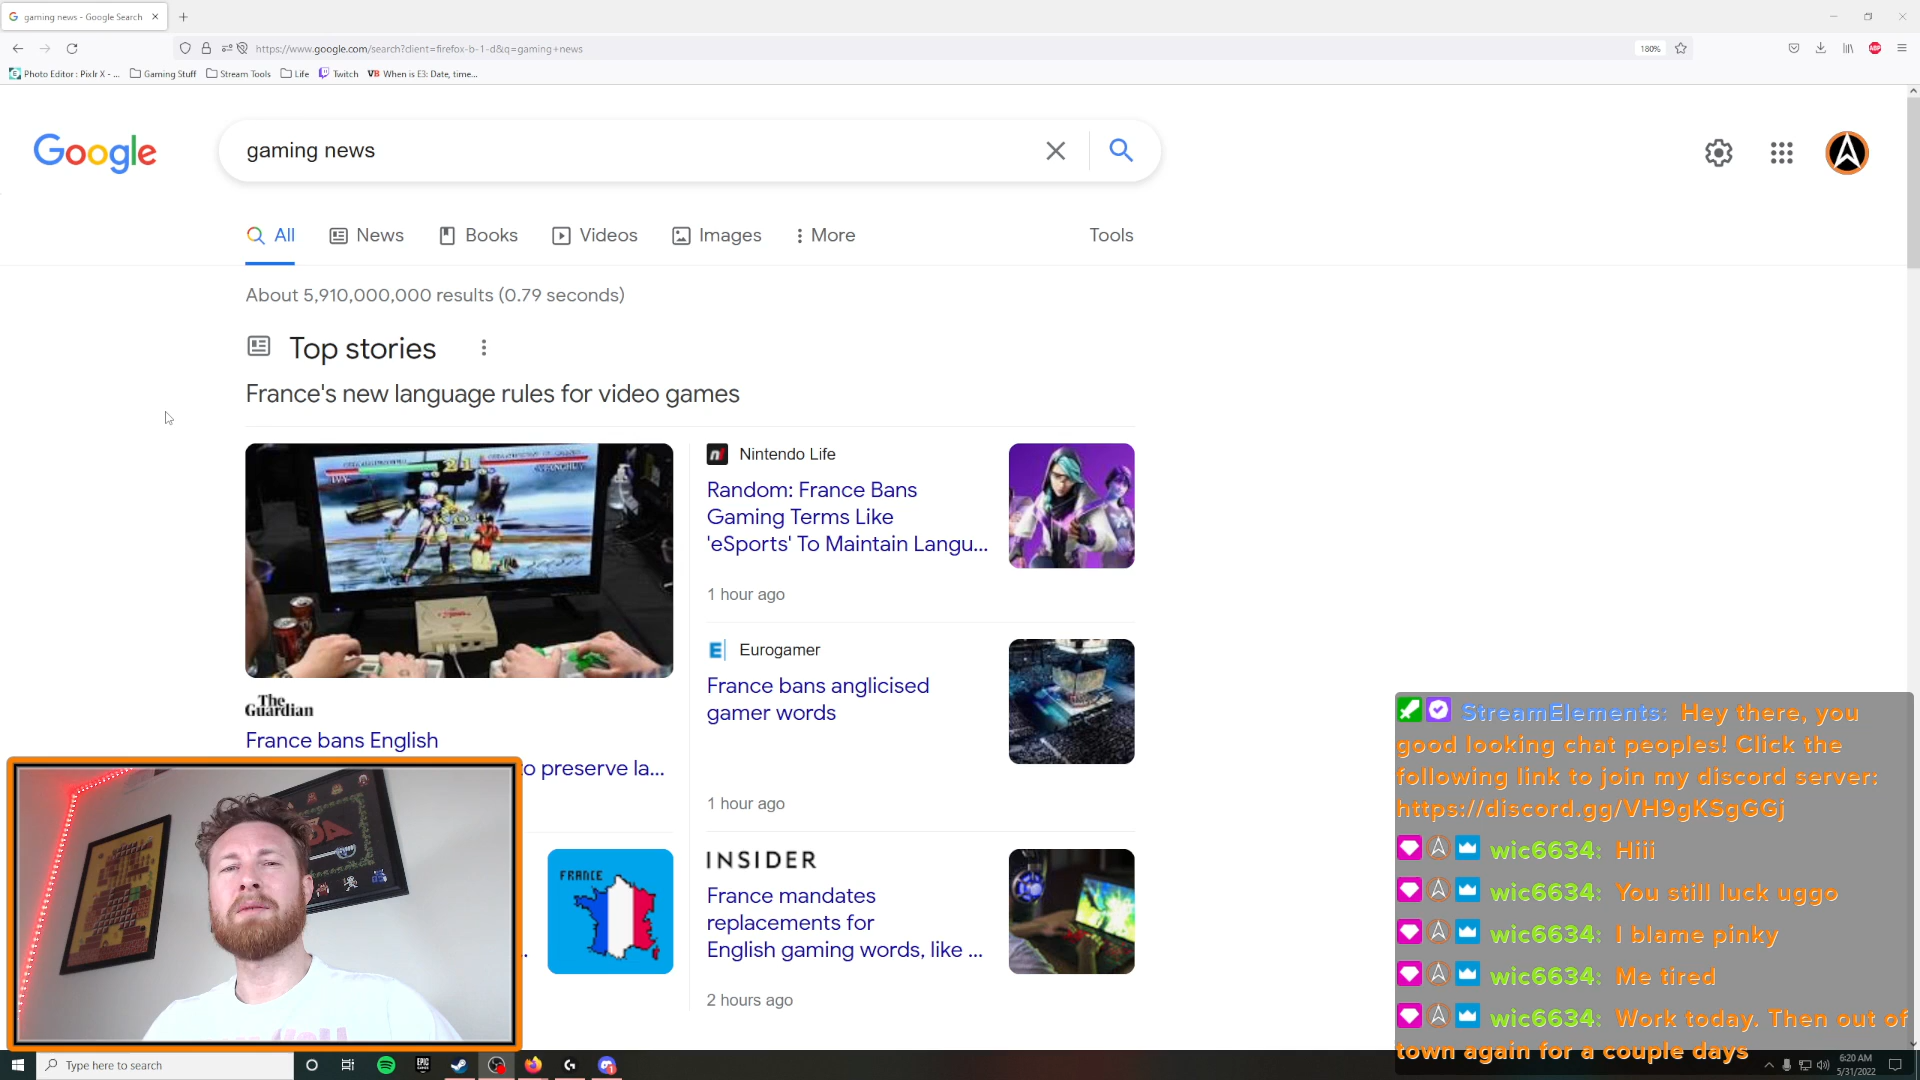 gaming news - Google Search
https://www.google.com/search?client=firefox-b-1-d&q=gaming+news
180%
Photo Editor : Pixlr X - ...
Gaming Stuff
Stream Tools
Life
Twitch
VB When is E3: Date, time...
Google
gaming news
All
News
Books
Videos
Images
More
Tools
About 5,910,000,000 results (0.79 seconds)
Top stories
France's new language rules for video games
The Guardian
France bans English
o preserve la...
Nintendo Life
Random: France Bans
Gaming Terms Like
'eSports' To Maintain Langu...
1 hour ago
Eurogamer
France bans anglicised
gamer words
1 hour ago
FRANCE
INSIDER
France mandates
replacements for
English gaming words, like ...
2 hours ago
StreamElements: Hey there, you
good looking chat peoples! Click the
following link to join my discord server:
https://discord.gg/VH9gKSgGGj
wic6634: Hiii
wic6634: You still luck uggo
wic6634: I blame pinky
wic6634: Me tired
wic6634: Work today. Then out of
town again for a couple days
Type here to search
6:20 AM
5/31/2022